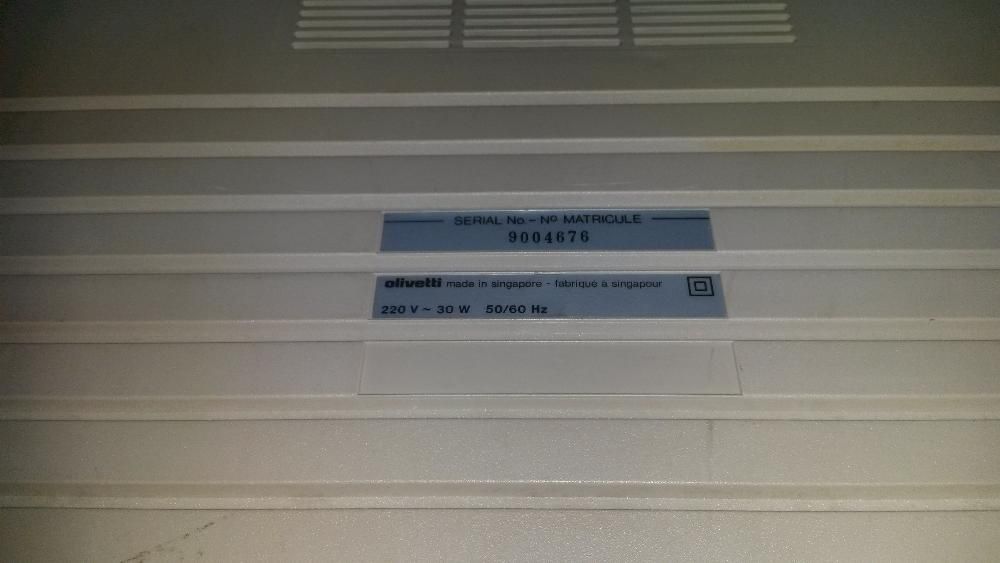 SERIAL No. - Nº MATRICULE
9004676
olivetti made in singapore - fabrique à singapour
220 V ~ 30 W 50/60 Hz